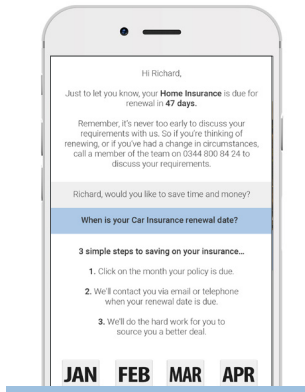 Hi Richard,
Just to let you know, your Home Insurance is due for
renewal in 47 days.
Remember, it's never too early to discuss your
requirements with us. So if you're thinking of
renewing, or if you've had a change in circumstances,
call a member of the team on 0344 800 84 24 to
discuss your requirements.
Richard, would you like to save time and money?
When is your Car Insurance renewal date?
3 simple steps to saving on your insurance...
1. Click on the month your policy is due.
2. We'll contact you via email or telephone
when your renewal date is due.
3. We'll do the hard work for you to
source you a better deal.
JAN FEB MAR APR